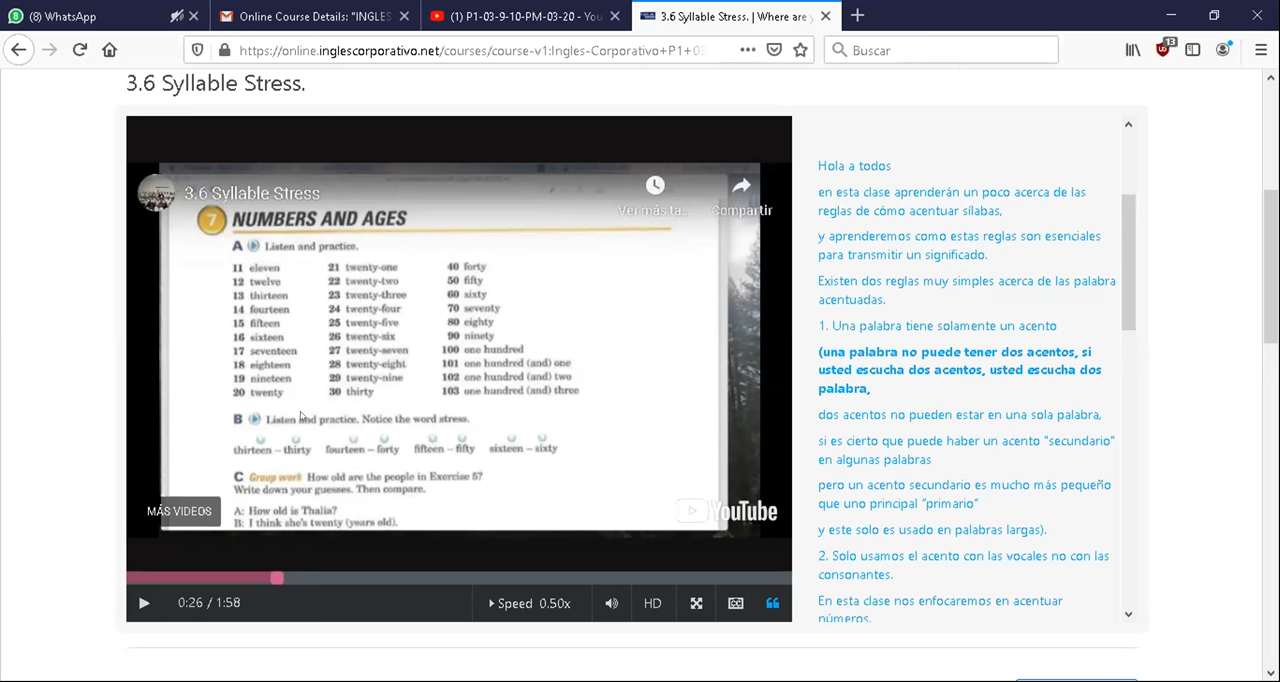 (8) WhatsApp
Online Course Details: "INGLES
(1) P1-03-9-10-PM-03-20 - You
3.6 Syllable Stress. | Where are y
https://online.inglescorporativo.net/courses/course-v1:Ingles-Corporativo+P1+03
Buscar
13
3.6 Syllable Stress.
3.6 Syllable Stress
Ver más ta...
Compartir
7 NUMBERS AND AGES
A Listen and practice.
11 eleven 21 twenty-one 40 forty
12 twelve 22 twenty-two 50 fifty
13 thirteen 23 twenty-three 60 sixty
14 fourteen 24 twenty-four 70 seventy
15 fifteen 25 twenty-five 80 eighty
16 sixteen 26 twenty-six 90 ninety
17 seventeen 27 twenty-seven 100 one hundred
18 eighteen 28 twenty-eight 101 one hundred (and) one
19 nineteen 29 twenty-nine 102 one hundred (and) two
20 twenty 30 thirty 103 one hundred (and) three
B Listen and practice. Notice the word stress.
thirteen – thirty fourteen – forty fifteen – fifty sixteen – sixty
C Group work How old are the people in Exercise 5?
Write down your guesses. Then compare.
A: How old is Thalia?
B: I think she's twenty (years old).
MÁS VIDEOS
YouTube
0:26 / 1:58
Speed 0.50x
HD
Hola a todos
en esta clase aprenderán un poco acerca de las
reglas de cómo acentuar sílabas,
y aprenderemos como estas reglas son esenciales
para transmitir un significado.
Existen dos reglas muy simples acerca de las palabra
acentuadas.
1. Una palabra tiene solamente un acento
(una palabra no puede tener dos acentos, si
usted escucha dos acentos, usted escucha dos
palabra,
dos acentos no pueden estar en una sola palabra,
si es cierto que puede haber un acento "secundario"
en algunas palabras
pero un acento secundario es mucho más pequeño
que uno principal "primario"
y este solo es usado en palabras largas).
2. Solo usamos el acento con las vocales no con las
consonantes.
En esta clase nos enfocaremos en acentuar
números.